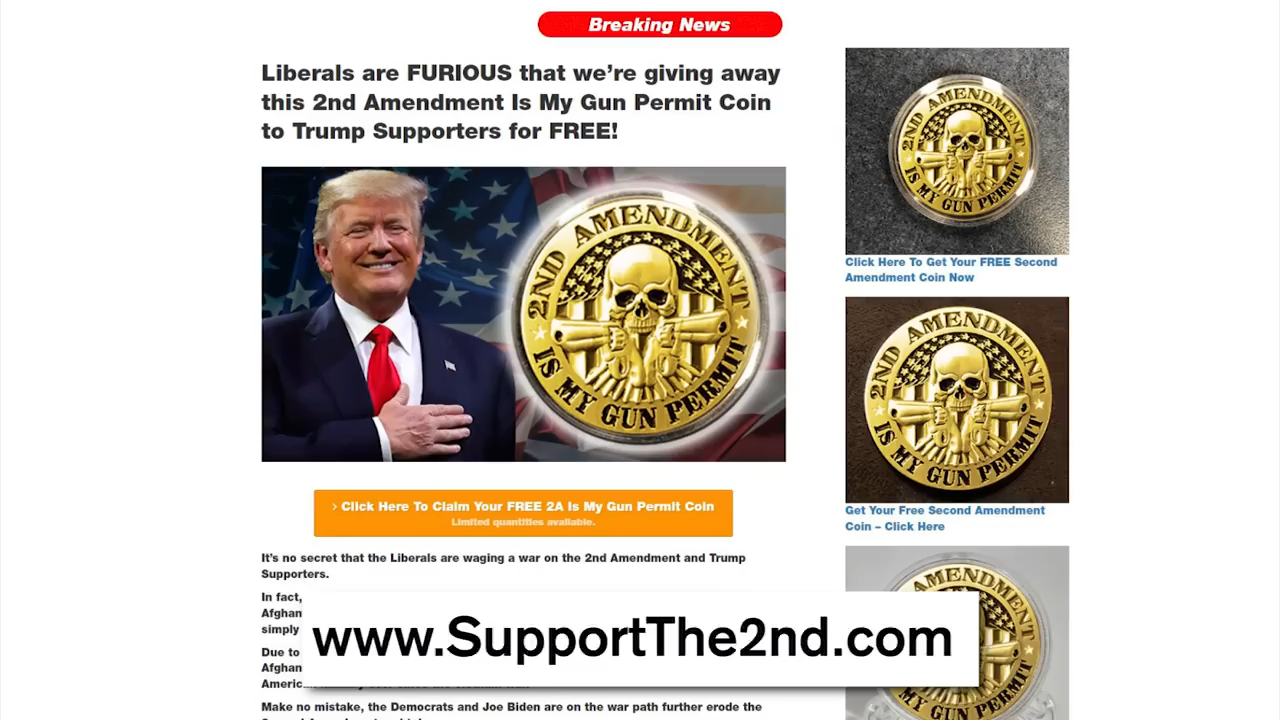 Breaking News
Liberals are FURIOUS that we're giving away
this 2nd Amendment Is My Gun Permit Coin
to Trump Supporters for FREE!
2ND AMENDMENT
IS MY GUN PERMIT
› Click Here To Claim Your FREE 2A Is My Gun Permit Coin
Limited quantities available.
It's no secret that the Liberals are waging a war on the 2nd Amendment and Trump
Supporters.
In fact,
Afghan
simply
Due to
Afghan
Americ
Make no mistake, the Democrats and Joe Biden are on the war path further erode the
www.SupportThe2nd.com
2ND AMENDMENT
IS MY GUN PERMIT
Click Here To Get Your FREE Second
Amendment Coin Now
2ND AMENDMENT
IS MY GUN PERMIT
Get Your Free Second Amendment
Coin – Click Here
2ND AMENDMENT
IS MY GUN PERMIT